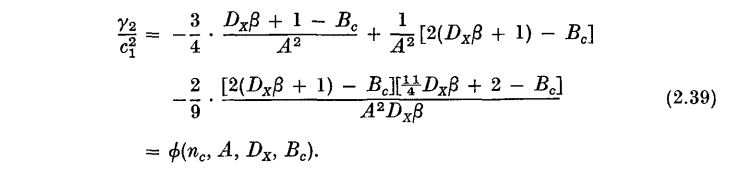 γ₂/c₁² = −3/4 · (D_Xβ + 1 − B_c)/A² + 1/A² [2(D_Xβ + 1) − B_c]
−2/9 · [2(D_Xβ + 1) − B_c][11/4 D_Xβ + 2 − B_c]/(A²D_Xβ) (2.39)
= ϕ(n_c, A, D_X, B_c).